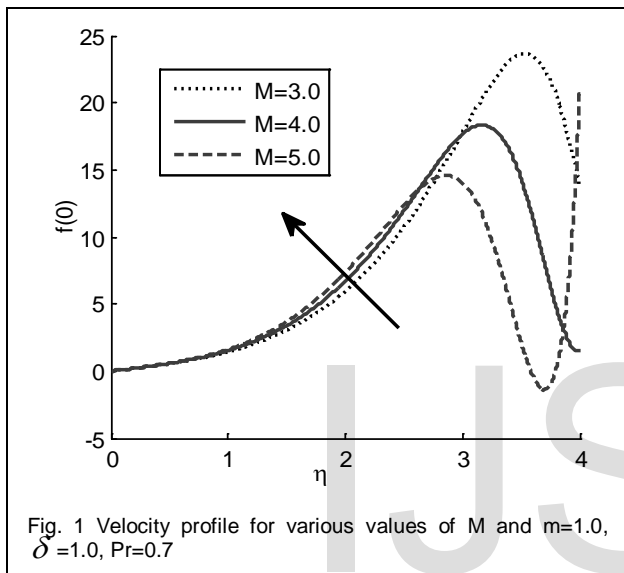 25
20
15
10
5
0
-5
f(0)
M=3.0
M=4.0
M=5.0
0 1 2 3 4
η
IJS
Fig. 1 Velocity profile for various values of M and m=1.0,
δ =1.0, Pr=0.7